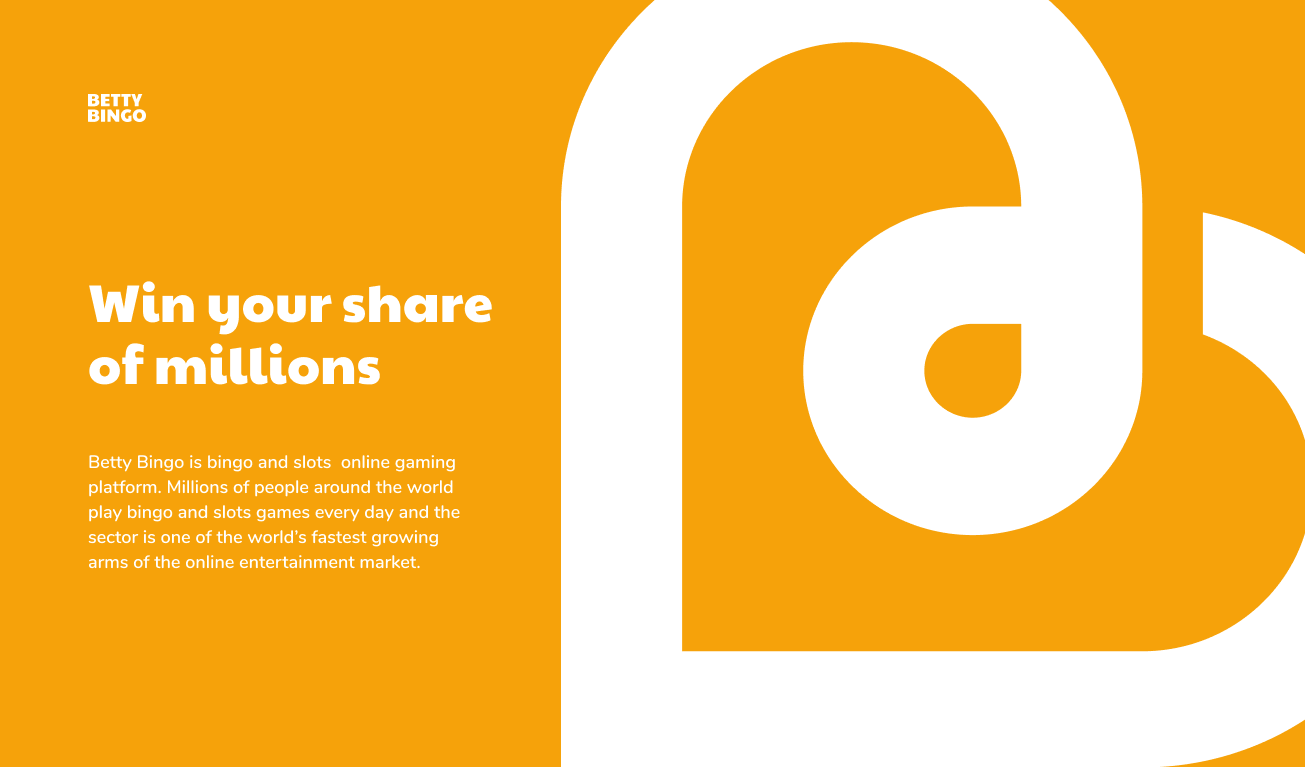 BETTY
BINGO
Win your share
of millions
Betty Bingo is bingo and slots  online gaming
platform. Millions of people around the world
play bingo and slots games every day and the
sector is one of the world’s fastest growing
arms of the online entertainment market.